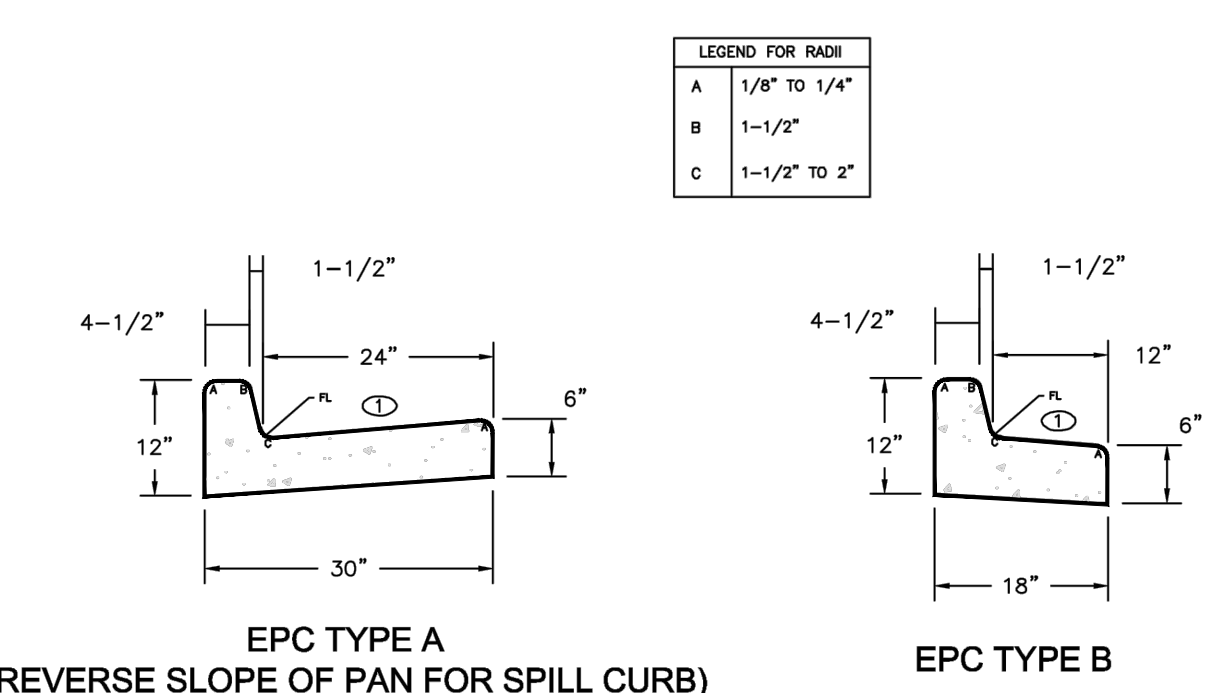 LEGEND FOR RADII
A 1/8" TO 1/4"
B 1-1/2"
C 1-1/2" TO 2"
1-1/2"
4-1/2"
24"
FL
1
6"
A B
C
A
12"
30"
EPC TYPE A
REVERSE SLOPE OF PAN FOR SPILL CURB)
1-1/2"
4-1/2"
12"
FL
1
6"
A B
C
A
12"
18"
EPC TYPE B